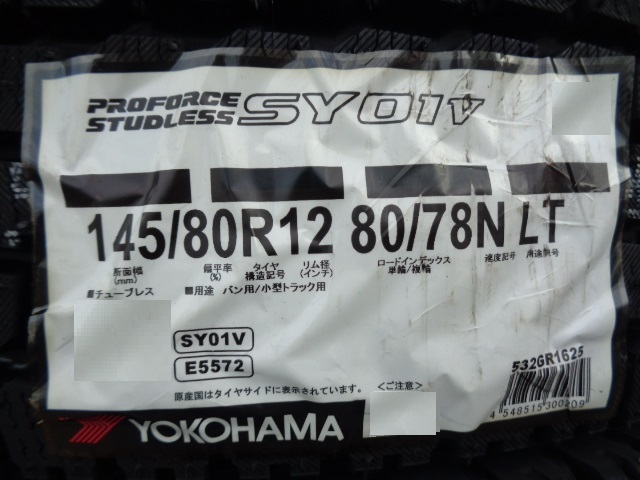 PROFORCE
STUDLESS SY01V
145/80R12 80/78N LT
断面幅 (mm) 扁平率 (%) タイヤ 構造記号 リム径 (インチ) ロードインデックス 単輪/複輪 速度記号 用途記号
■チューブレス ■用途 バン用/小型トラック用
SY01V
E5572
532GR1625
原産国はタイヤサイドに表示されています。 <ご注意>
4 548515 300209
YOKOHAMA